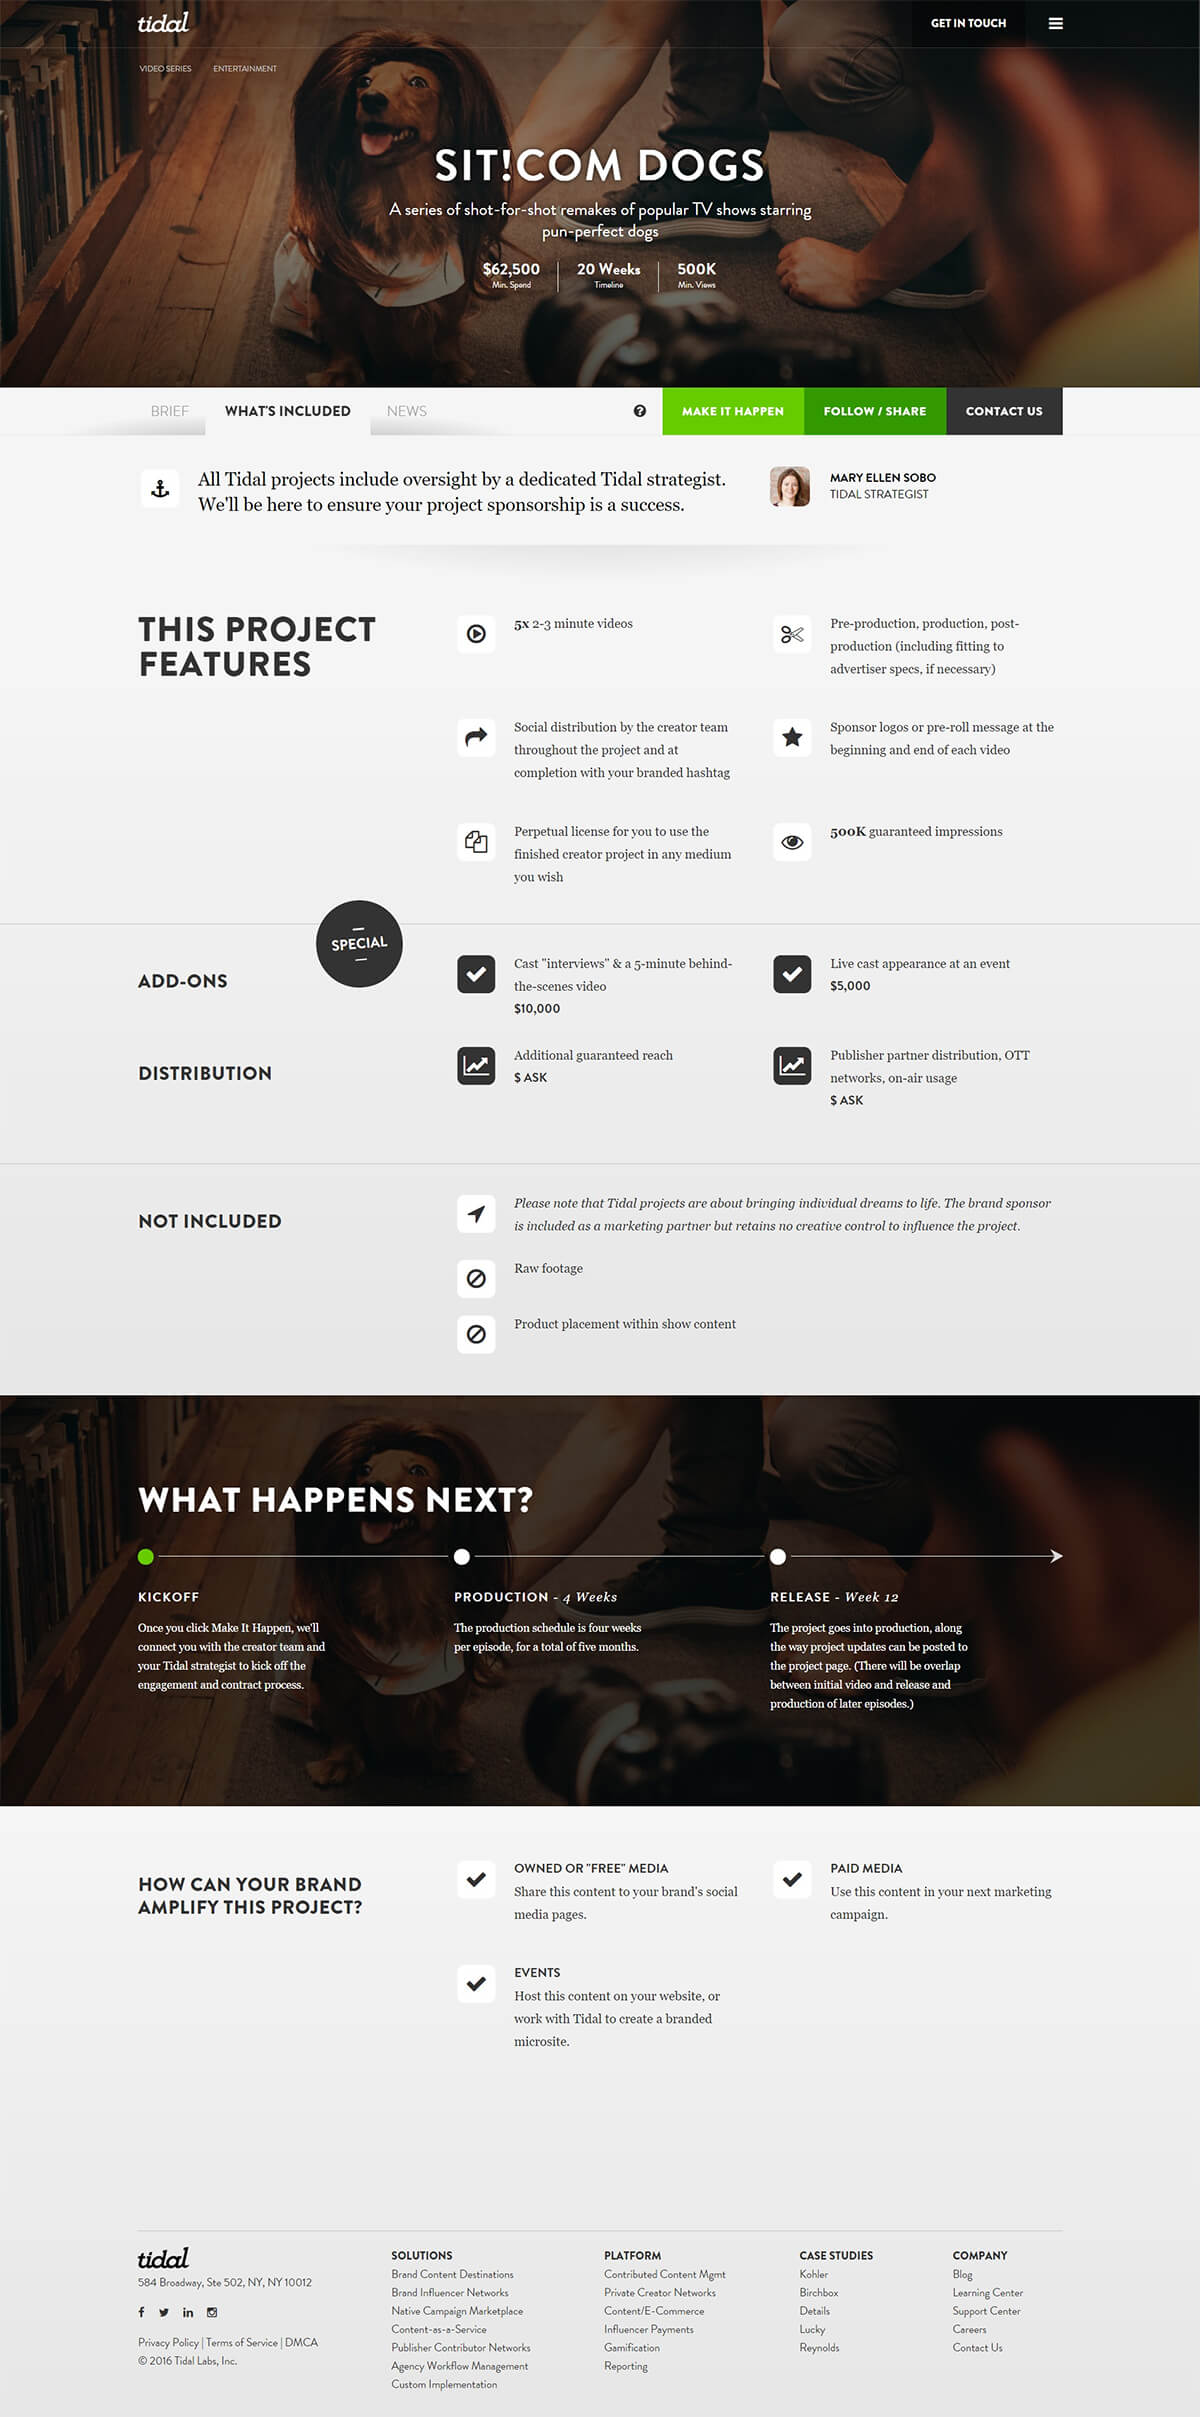 tidal
GET IN TOUCH
VIDEO SERIES
ENTERTAINMENT
SIT!COM DOGS
A series of shot-for-shot remakes of popular TV shows starring
pun-perfect dogs
$62,500
Min. Spend
20 Weeks
Timeline
500K
Min. Views
BRIEF
WHAT'S INCLUDED
NEWS
MAKE IT HAPPEN
FOLLOW / SHARE
CONTACT US
All Tidal projects include oversight by a dedicated Tidal strategist.
We'll be here to ensure your project sponsorship is a success.
MARY ELLEN SOBO
TIDAL STRATEGIST
THIS PROJECT
FEATURES
5x 2-3 minute videos
Pre-production, production, post-
production (including fitting to
advertiser specs, if necessary)
Social distribution by the creator team
throughout the project and at
completion with your branded hashtag
Sponsor logos or pre-roll message at the
beginning and end of each video
Perpetual license for you to use the
finished creator project in any medium
you wish
500K guaranteed impressions
SPECIAL
ADD-ONS
Cast "interviews" & a 5-minute behind-
the-scenes video
$10,000
Live cast appearance at an event
$5,000
DISTRIBUTION
Additional guaranteed reach
$ ASK
Publisher partner distribution, OTT
networks, on-air usage
$ ASK
NOT INCLUDED
Please note that Tidal projects are about bringing individual dreams to life. The brand sponsor
is included as a marketing partner but retains no creative control to influence the project.
Raw footage
Product placement within show content
WHAT HAPPENS NEXT?
KICKOFF
Once you click Make It Happen, we'll
connect you with the creator team and
your Tidal strategist to kick off the
engagement and contract process.
PRODUCTION - 4 Weeks
The production schedule is four weeks
per episode, for a total of five months.
RELEASE - Week 12
The project goes into production, along
the way project updates can be posted to
the project page. (There will be overlap
between initial video and release and
production of later episodes.)
HOW CAN YOUR BRAND
AMPLIFY THIS PROJECT?
OWNED OR "FREE" MEDIA
Share this content to your brand's social
media pages.
PAID MEDIA
Use this content in your next marketing
campaign.
EVENTS
Host this content on your website, or
work with Tidal to create a branded
microsite.
tidal
584 Broadway, Ste 502, NY, NY 10012
Privacy Policy | Terms of Service | DMCA
© 2016 Tidal Labs, Inc.
SOLUTIONS
Brand Content Destinations
Brand Influencer Networks
Native Campaign Marketplace
Content-as-a-Service
Publisher Contributor Networks
Agency Workflow Management
Custom Implementation
PLATFORM
Contributed Content Mgmt
Private Creator Networks
Content/E-Commerce
Influencer Payments
Gamification
Reporting
CASE STUDIES
Kohler
Birchbox
Details
Lucky
Reynolds
COMPANY
Blog
Learning Center
Support Center
Careers
Contact Us